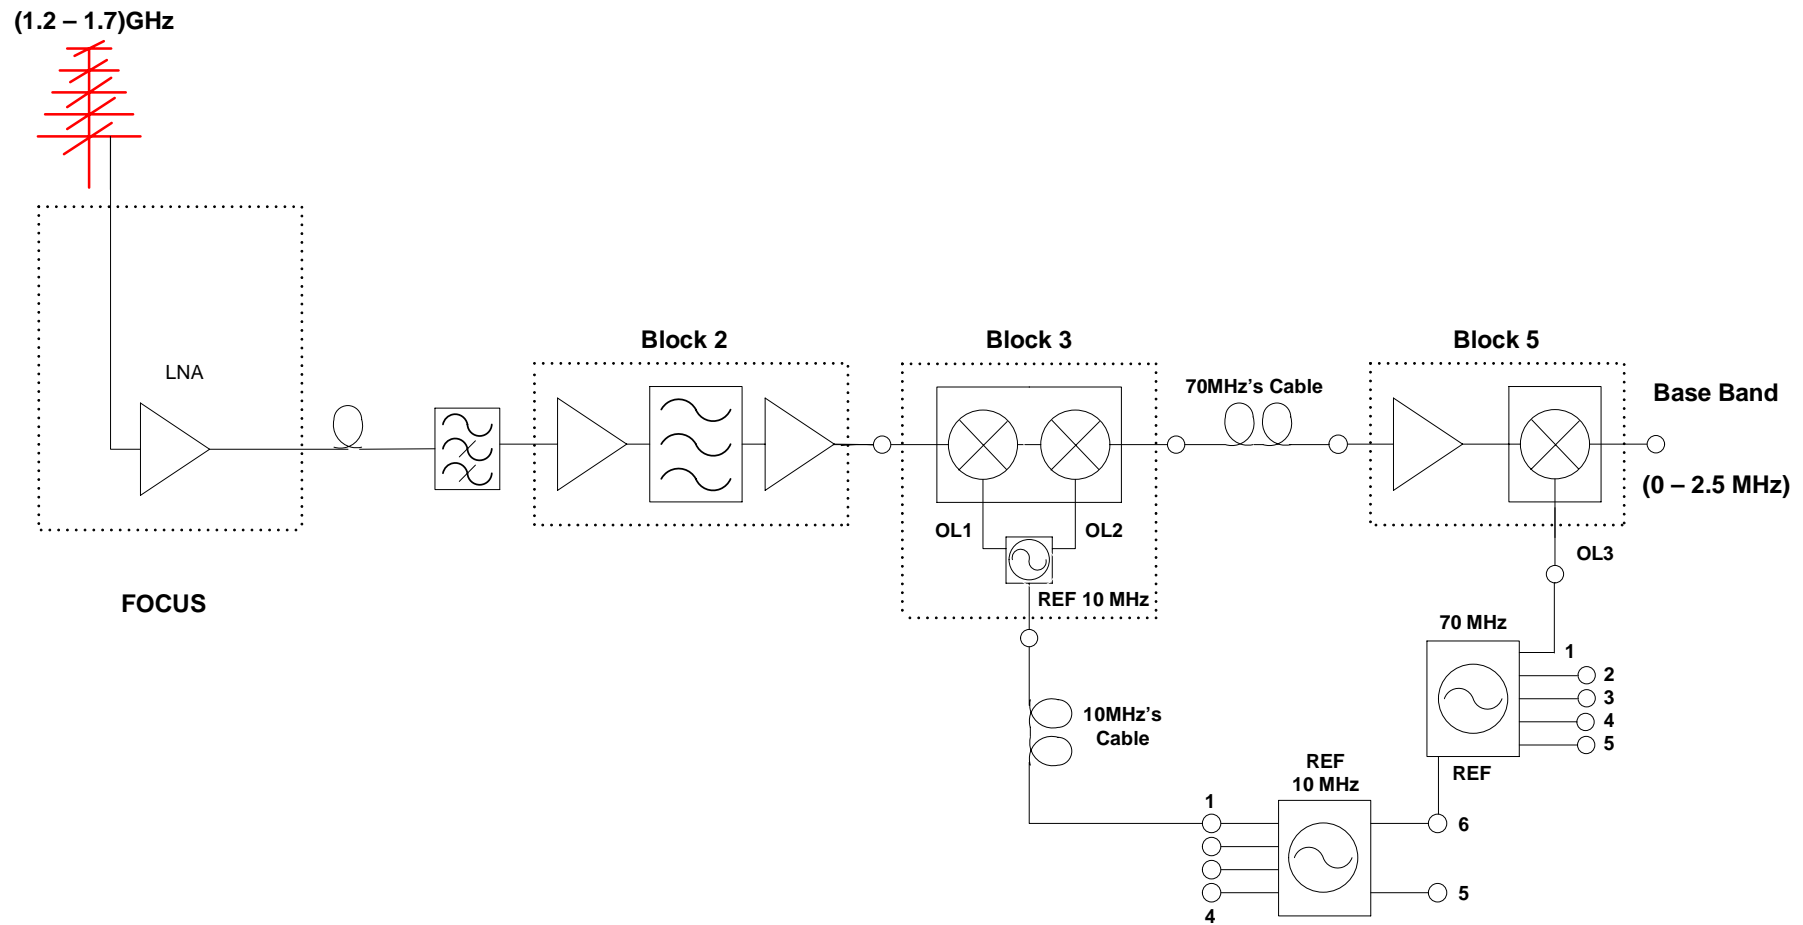 (1.2 – 1.7)GHz
LNA
FOCUS
Block 2
Block 3
OL1
OL2
REF 10 MHz
70MHz's Cable
Block 5
Base Band
(0 – 2.5 MHz)
OL3
70 MHz
1
2
3
4
5
REF
10MHz's
Cable
REF
10 MHz
1
4
6
5